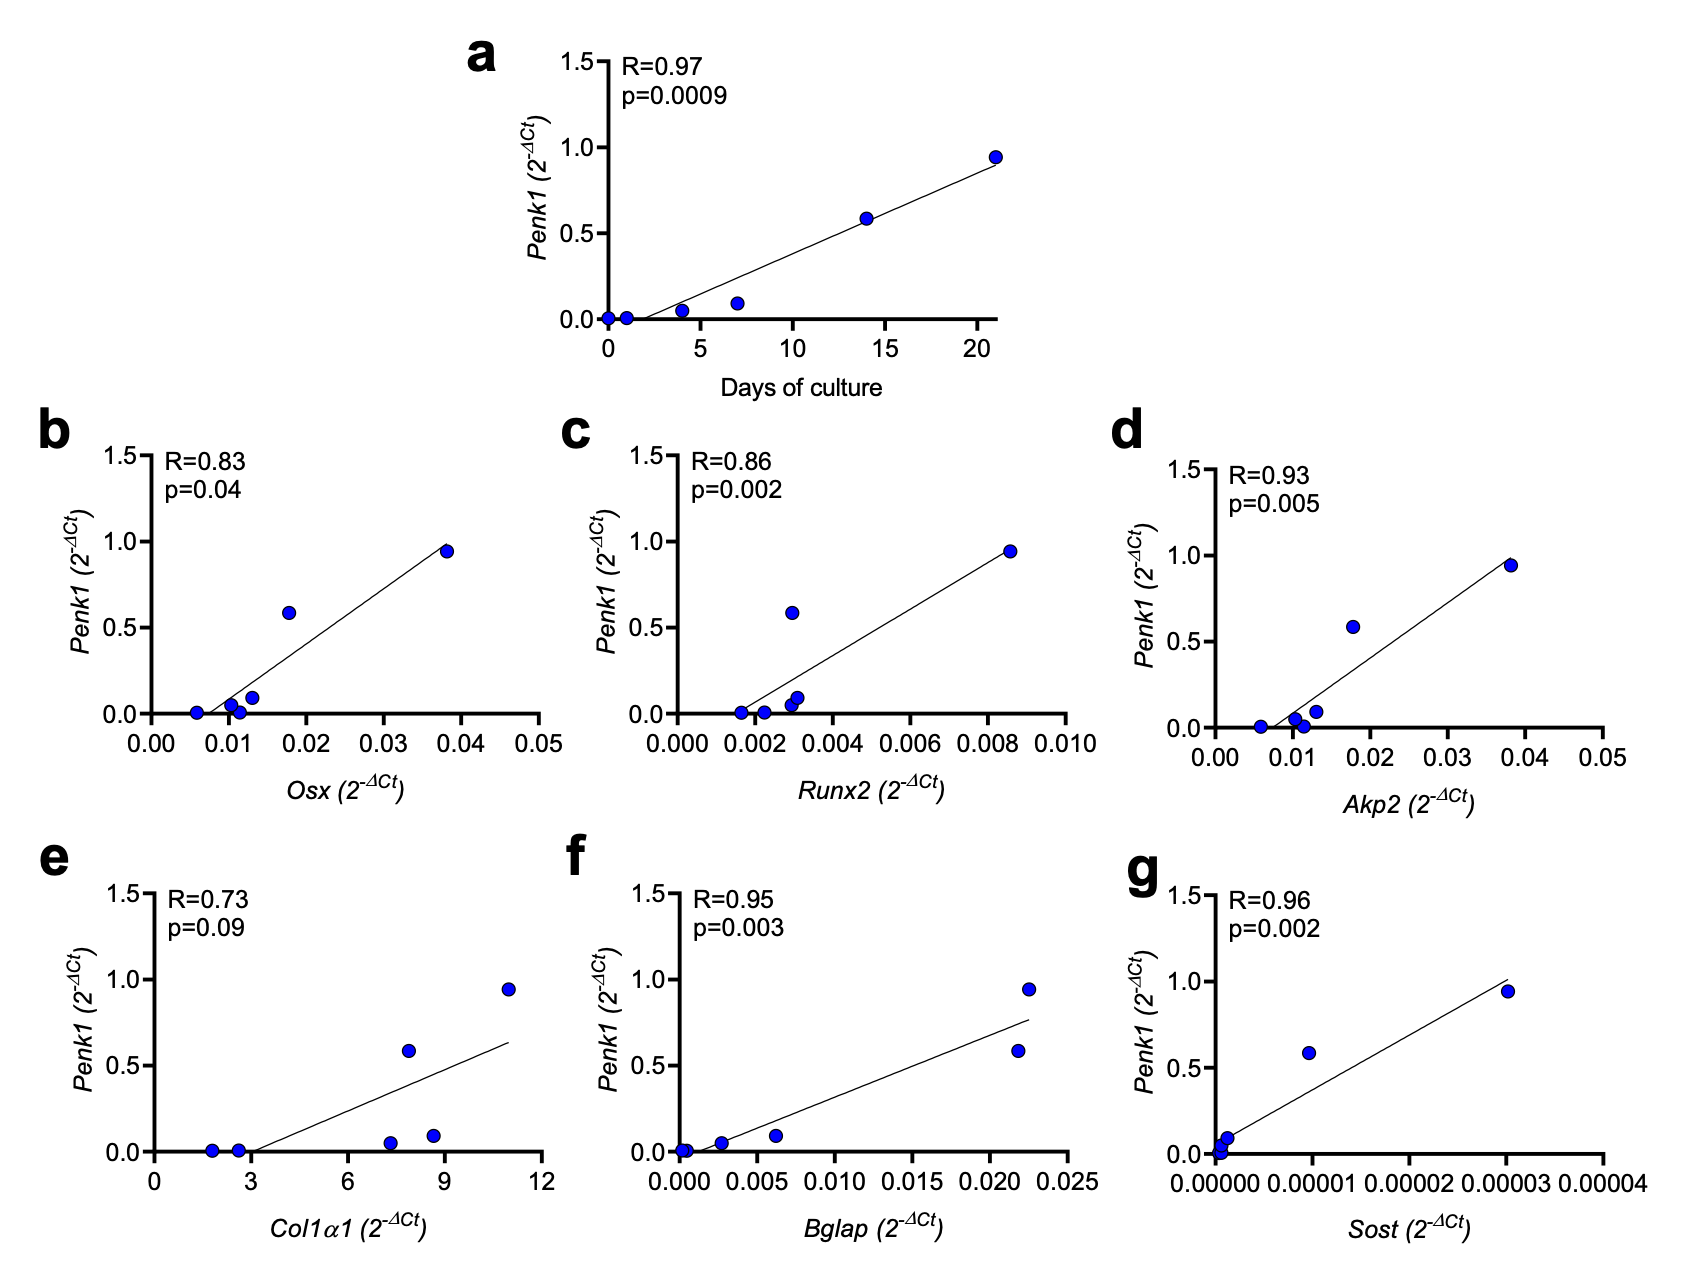 a
R=0.97
p=0.0009
Penk1 (2-ΔCt)
1.5
1.0
0.5
0.0
0 5 10 15 20
Days of culture
b
R=0.83
p=0.04
Penk1 (2-ΔCt)
1.5
1.0
0.5
0.0
0.00 0.01 0.02 0.03 0.04 0.05
Osx (2-ΔCt)
c
R=0.86
p=0.002
Penk1 (2-ΔCt)
1.5
1.0
0.5
0.0
0.000 0.002 0.004 0.006 0.008 0.010
Runx2 (2-ΔCt)
d
R=0.93
p=0.005
Penk1 (2-ΔCt)
1.5
1.0
0.5
0.0
0.00 0.01 0.02 0.03 0.04 0.05
Akp2 (2-ΔCt)
e
R=0.73
p=0.09
Penk1 (2-ΔCt)
1.5
1.0
0.5
0.0
0 3 6 9 12
Col1α1 (2-ΔCt)
f
R=0.95
p=0.003
Penk1 (2-ΔCt)
1.5
1.0
0.5
0.0
0.000 0.005 0.010 0.015 0.020 0.025
Bglap (2-ΔCt)
g
R=0.96
p=0.002
Penk1 (2-ΔCt)
1.5
1.0
0.5
0.0
0.00000 0.00001 0.00002 0.00003 0.00004
Sost (2-ΔCt)